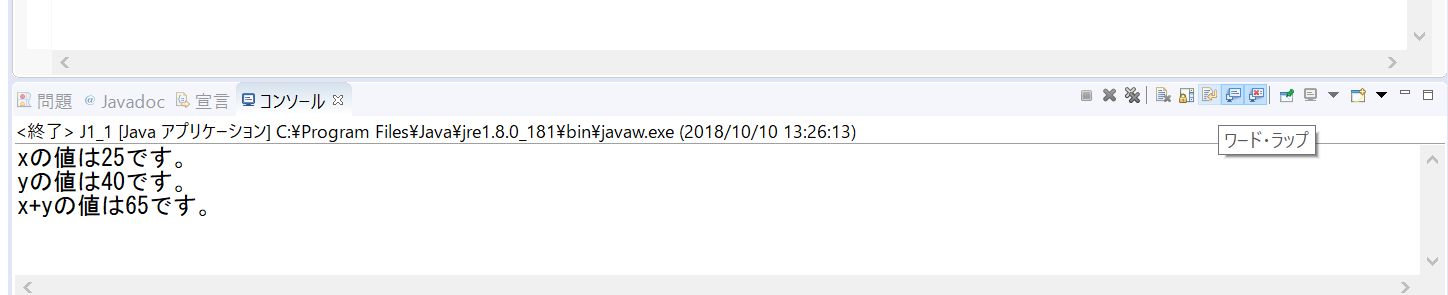 問題 @ Javadoc 宣言 コンソール
<終了> J1_1 [Java アプリケーション] C:¥Program Files¥Java¥jre1.8.0_181¥bin¥javaw.exe (2018/10/10 13:26:13)
ワード・ラップ
xの値は25です。
yの値は40です。
x+yの値は65です。